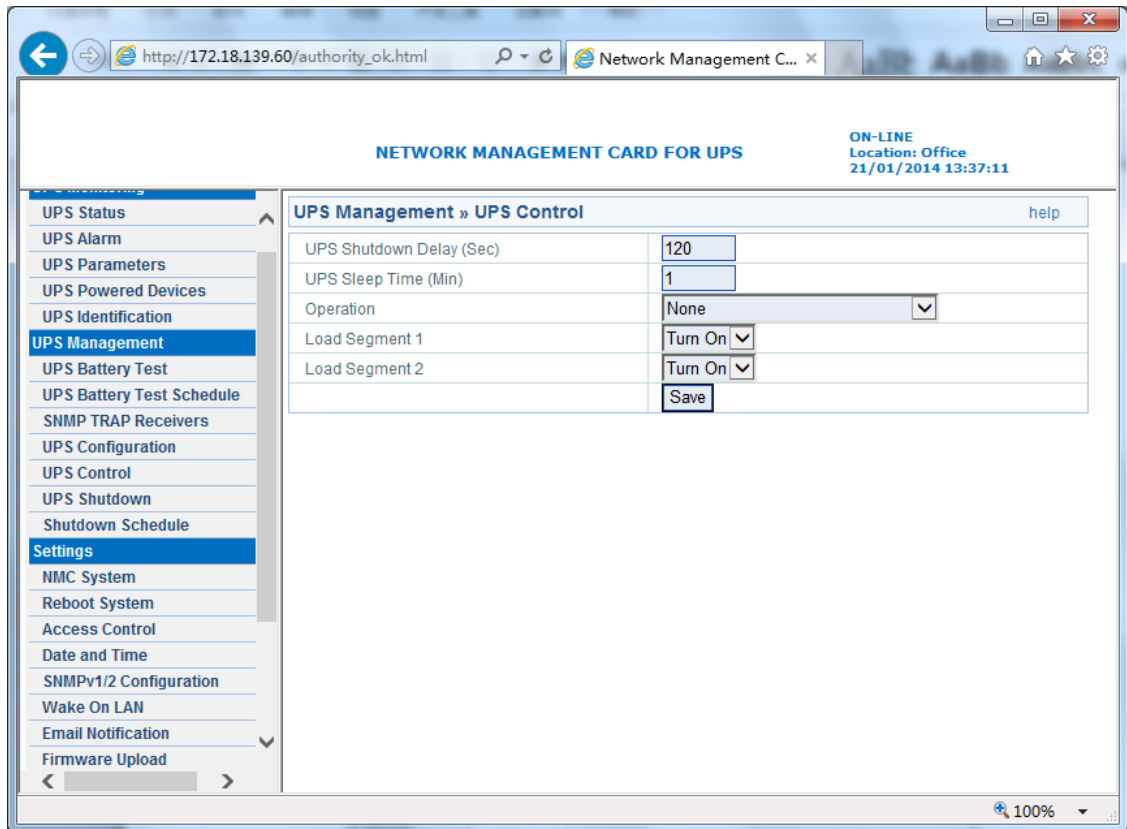 http://172.18.139.60/authority_ok.html
Network Management C... ×
NETWORK MANAGEMENT CARD FOR UPS
ON-LINE
Location: Office
21/01/2014 13:37:11
UPS Status
UPS Alarm
UPS Parameters
UPS Powered Devices
UPS Identification
UPS Management
UPS Battery Test
UPS Battery Test Schedule
SNMP TRAP Receivers
UPS Configuration
UPS Control
UPS Shutdown
Shutdown Schedule
Settings
NMC System
Reboot System
Access Control
Date and Time
SNMPv1/2 Configuration
Wake On LAN
Email Notification
Firmware Upload
UPS Management » UPS Control help
UPS Shutdown Delay (Sec) 120
UPS Sleep Time (Min) 1
Operation None
Load Segment 1 Turn On
Load Segment 2 Turn On
Save
100%